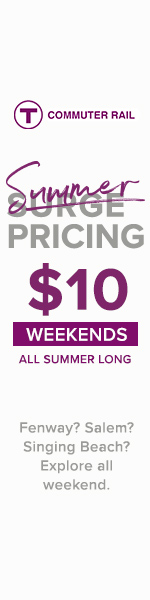 T COMMUTER RAIL
Summer
SURGE
PRICING
$10
WEEKENDS
ALL SUMMER LONG
Fenway? Salem?
Singing Beach?
Explore all
weekend.